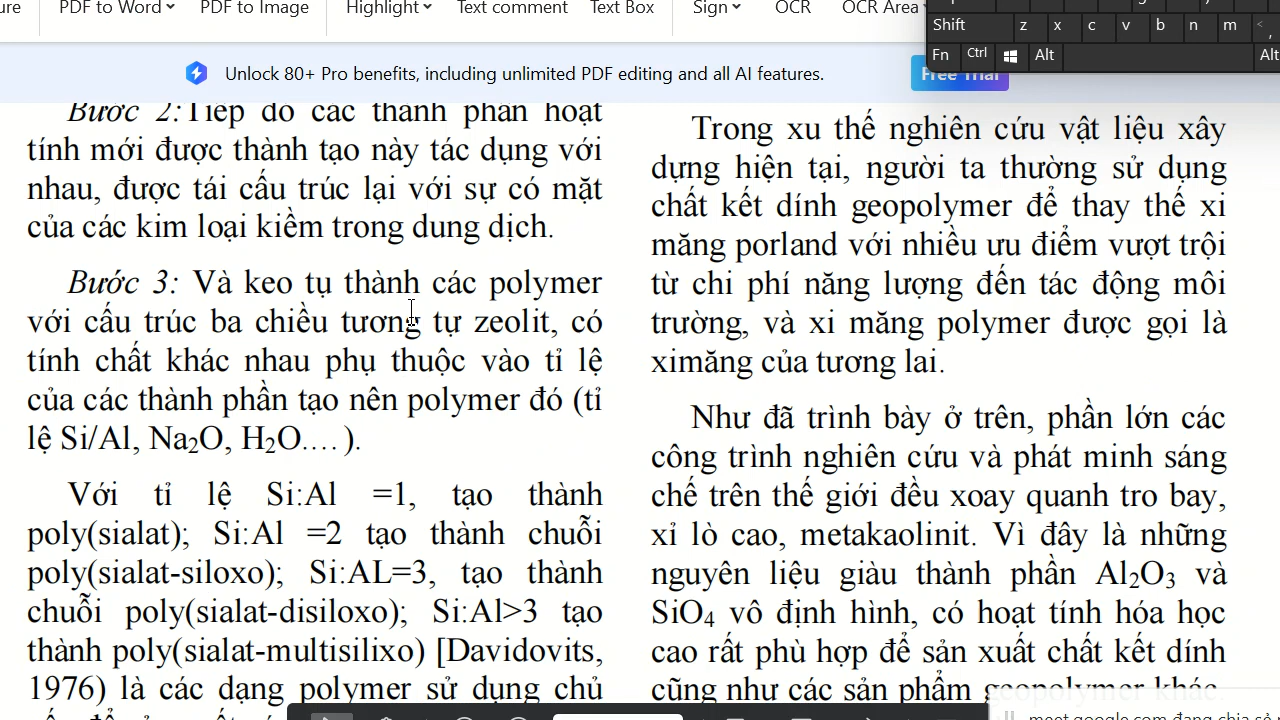 PDF to Word PDF to Image Highlight Text comment Text Box Sign OCR OCR Area
Shift z x c v b n m < ,
Fn Ctrl Alt Alt
Unlock 80+ Pro benefits, including unlimited PDF editing and all AI features.
Free Trial
Bước 2: Tiếp đó các thành phần hoạt
tính mới được thành tạo này tác dụng với
nhau, được tái cấu trúc lại với sự có mặt
của các kim loại kiềm trong dung dịch.
Bước 3: Và keo tụ thành các polymer
với cấu trúc ba chiều tương tự zeolit, có
tính chất khác nhau phụ thuộc vào tỉ lệ
của các thành phần tạo nên polymer đó (tỉ
lệ Si/Al, Na₂O, H₂O.... ).
Với tỉ lệ Si:Al =1, tạo thành
poly(sialat); Si:Al =2 tạo thành chuỗi
poly(sialat-siloxo); Si:AL=3, tạo thành
chuỗi poly(sialat-disiloxo); Si:Al>3 tạo
thành poly(sialat-multisilixo) [Davidovits,
1976) là các dạng polymer sử dụng chủ
Trong xu thế nghiên cứu vật liệu xây
dựng hiện tại, người ta thường sử dụng
chất kết dính geopolymer để thay thế xi
măng porland với nhiều ưu điểm vượt trội
từ chi phí năng lượng đến tác động môi
trường, và xi măng polymer được gọi là
ximăng của tương lai.
Như đã trình bày ở trên, phần lớn các
công trình nghiên cứu và phát minh sáng
chế trên thế giới đều xoay quanh tro bay,
xỉ lò cao, metakaolinit. Vì đây là những
nguyên liệu giàu thành phần Al₂O₃ và
SiO₄ vô định hình, có hoạt tính hóa học
cao rất phù hợp để sản xuất chất kết dính
cũng như các sản phẩm geopolymer khác.
meet.google.com đang chia sẻ